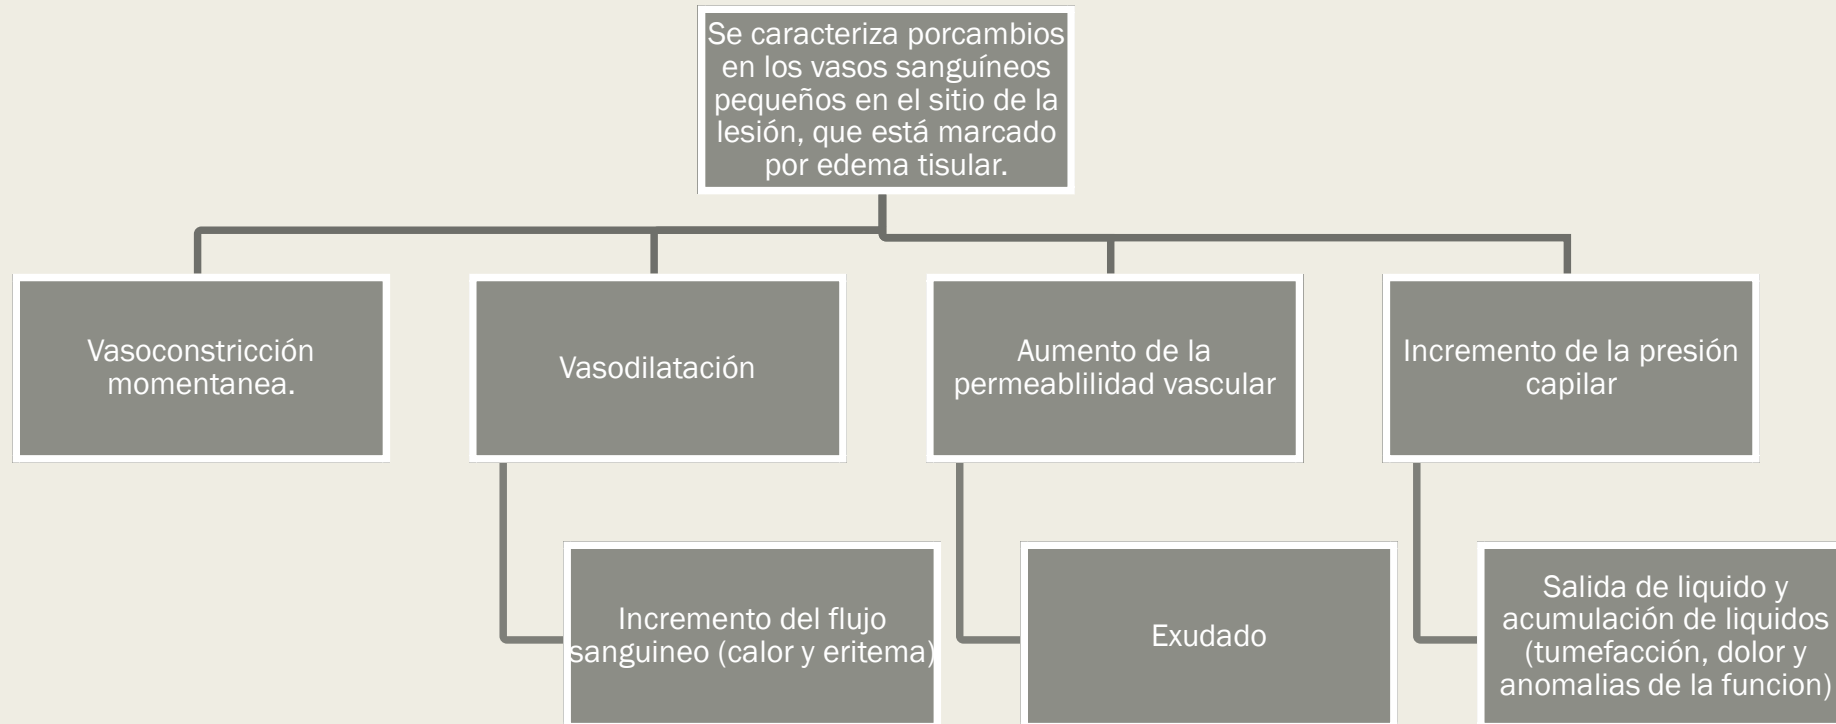 Se caracteriza porcambios
en los vasos sanguíneos
pequeños en el sitio de la
lesión, que está marcado
por edema tisular.
Vasoconstricción
momentanea.
Vasodilatación
Aumento de la
permeablilidad vascular
Incremento de la presión
capilar
Incremento del flujo
sanguineo (calor y eritema)
Exudado
Salida de liquido y
acumulación de liquidos
(tumefacción, dolor y
anomalias de la funcion)